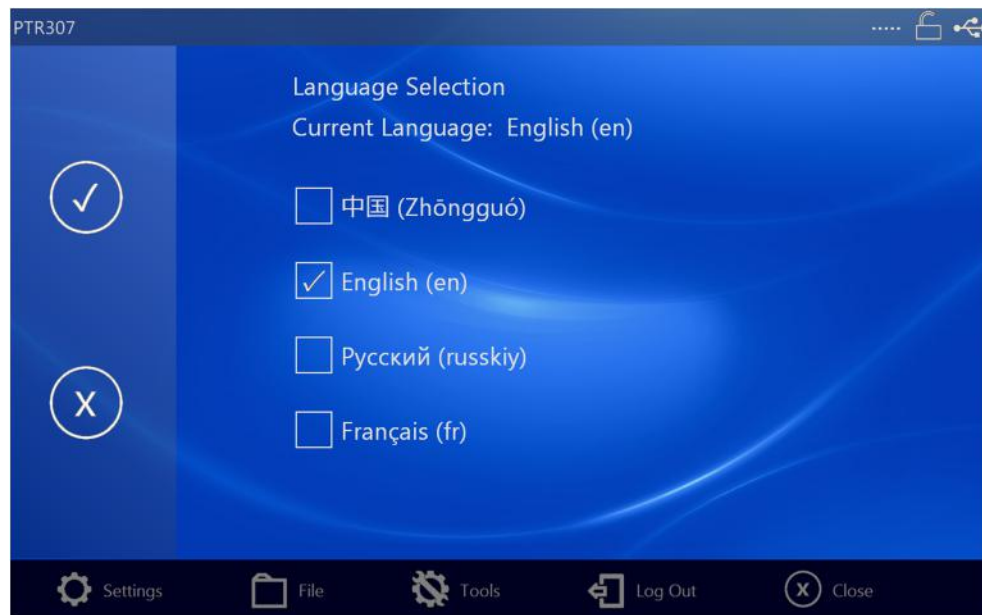 PTR307
Language Selection
Current Language: English (en)
中国 (Zhōngguó)
English (en)
Русский (russkiy)
Français (fr)
X
Settings File Tools Log Out X Close